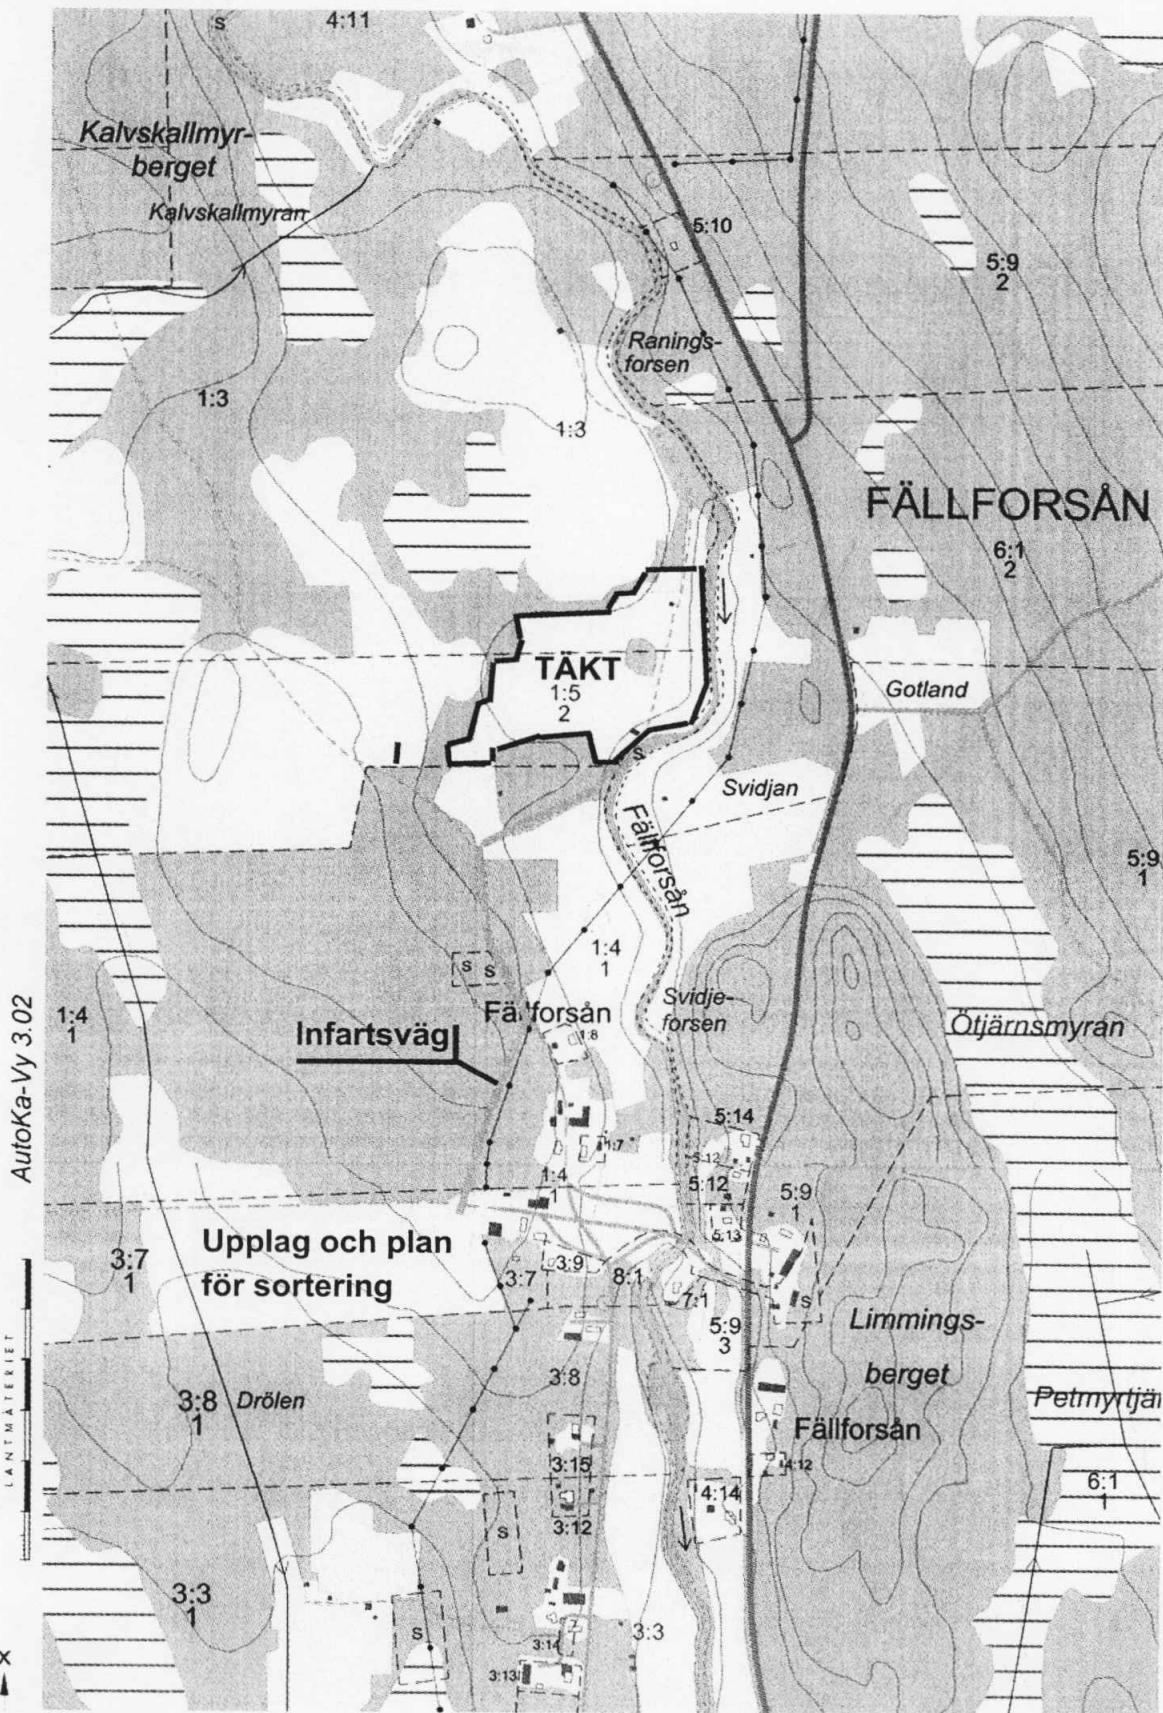 S
4:11
Kalvskallmyr-
berget
Kalvskallmyran
5:10
5:9
2
Ranings-
forsen
1:3
1:3
FÄLLFORSÅN
6:1
2
TÄKT
1:5
2
Gotland
S
Svidjan
Fällforsån
5:9
1
1:4
1
S S
1:4
1
Svidje-
forsen
Fällforsån
1:8
Infartsväg
Ötjärnsmyran
AutoKa-Vy 3.02
5:14
1:7
5:12
1:4
1
5:12
5:9
1
5:13
S
Upplag och plan
för sortering
3:7
1
3:9
3:7
8:1
7:1
S
5:9
3
Limmings-
berget
LANTMÄTERIET
3:8
3:8
1
Drölen
Petmyrtjär
Fällforsån
3:15
4:12
6:1
1
4:14
3:12
S
3:3
1
S
3:3
3:14
3:13
X